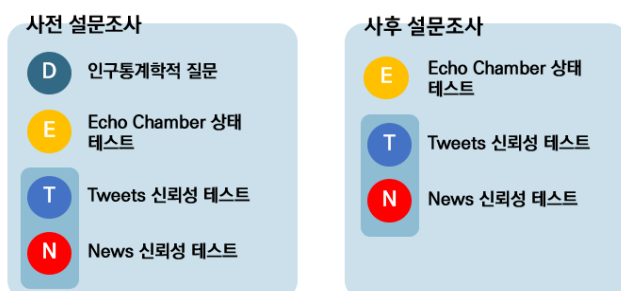 사전 설문조사
D 인구통계학적 질문
E Echo Chamber 상태
테스트
T Tweets 신뢰성 테스트
N News 신뢰성 테스트
사후 설문조사
E Echo Chamber 상태
테스트
T Tweets 신뢰성 테스트
N News 신뢰성 테스트